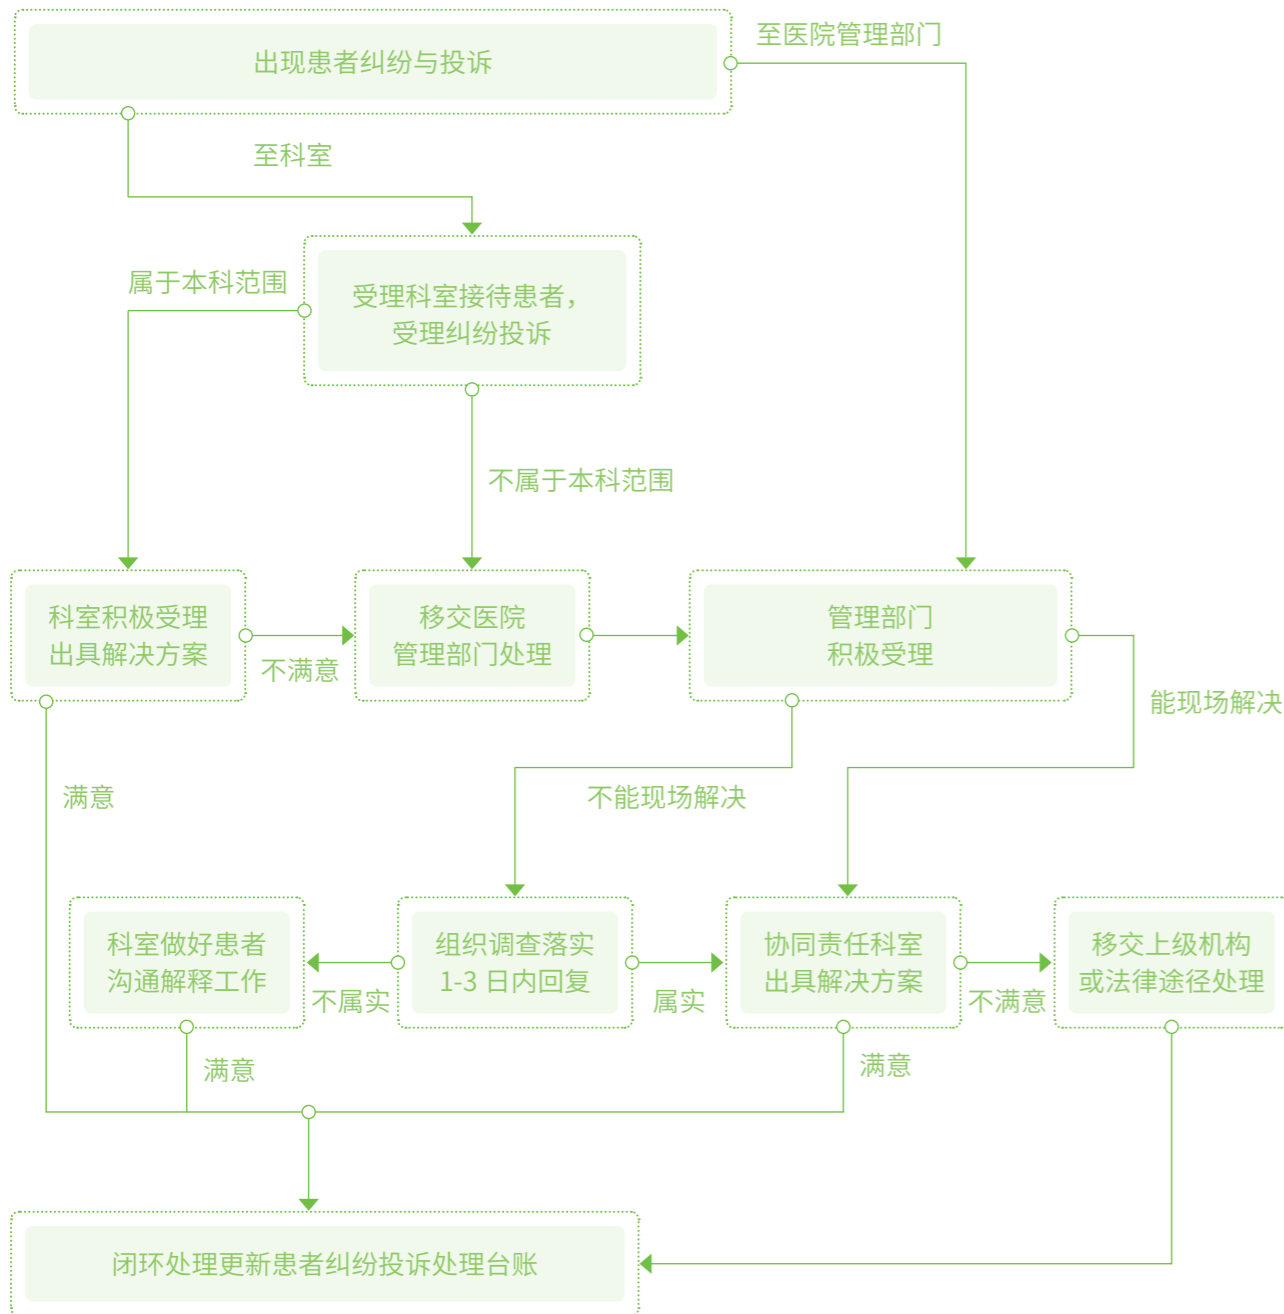 出现患者纠纷与投诉
至医院管理部门
至科室
属于本科范围
受理科室接待患者，
受理纠纷投诉
不属于本科范围
科室积极受理
出具解决方案
不满意
移交医院
管理部门处理
管理部门
积极受理
能现场解决
满意
不能现场解决
科室做好患者
沟通解释工作
不属实
组织调查落实
1-3 日内回复
属实
协同责任科室
出具解决方案
不满意
移交上级机构
或法律途径处理
满意
满意
闭环处理更新患者纠纷投诉处理台账